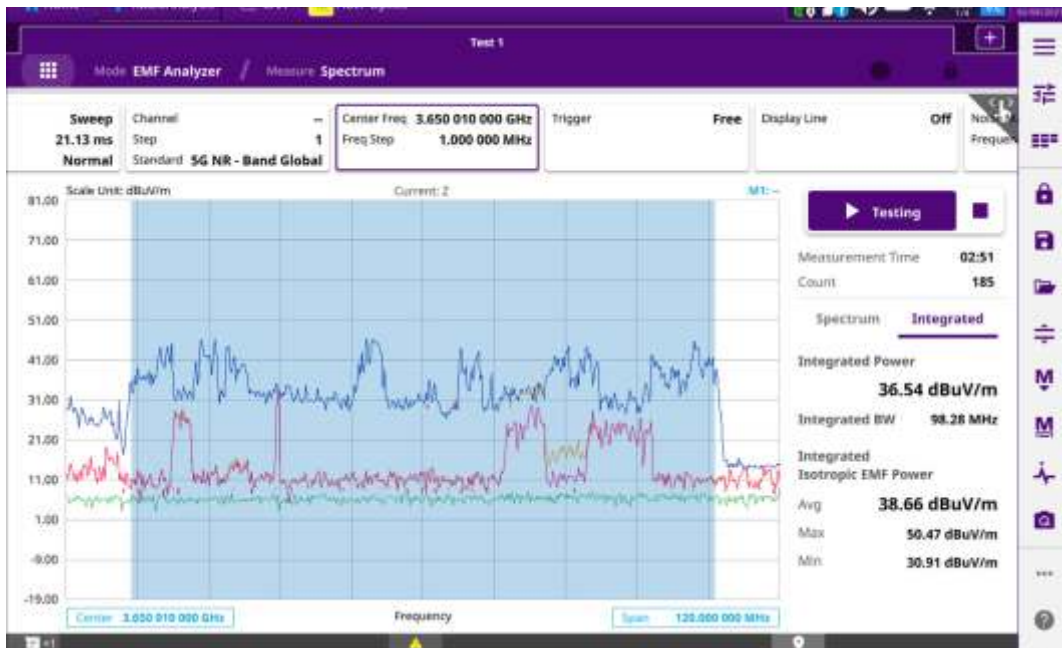 Test 1
Mode EMF Analyzer / Measure Spectrum
Sweep
21.13 ms
Normal
Channel --
Step 1
Standard 5G NR - Band Global
Center Freq 3.650 010 000 GHz
Freq Step 1.000 000 MHz
Trigger Free
Display Line Off
Scale Unit: dBuV/m
Current: Z
M1: --
81.00
71.00
61.00
51.00
41.00
31.00
21.00
11.00
1.00
-9.00
-19.00
Center 3.650 010 000 GHz
Frequency
Span 120.000 000 MHz
Testing
Measurement Time 02:51
Count 185
Spectrum Integrated
Integrated Power
36.54 dBuV/m
Integrated BW 98.28 MHz
Integrated
Isotropic EMF Power
Avg 38.66 dBuV/m
Max 50.47 dBuV/m
Min 30.91 dBuV/m
M
M